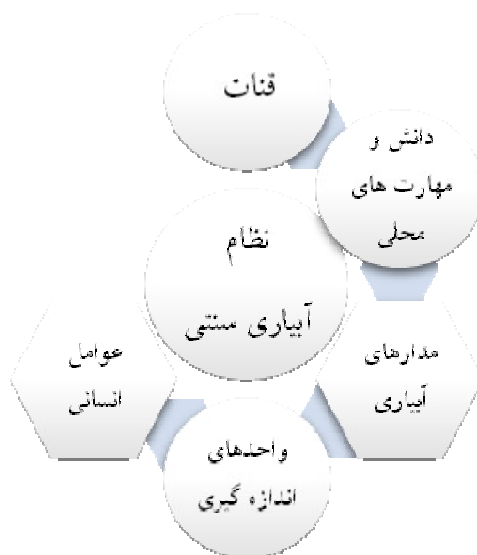 قنات
دانش و
مهارت های
محلی
نظام
آبیاری سنتی
مدارهای
آبیاری
عوامل
انسانی
واحدهای
اندازه گیری